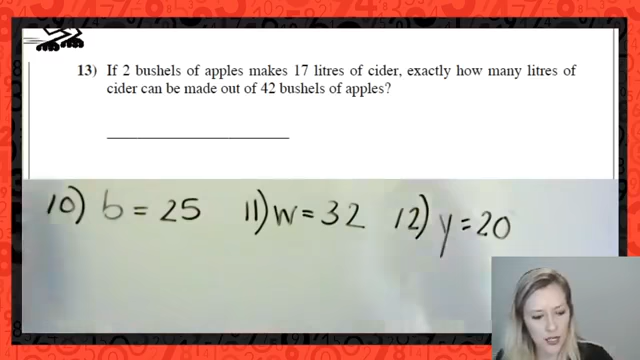 13) If 2 bushels of apples makes 17 litres of cider, exactly how many litres of
cider can be made out of 42 bushels of apples?
10) b = 25 11) w = 32 12) y = 20